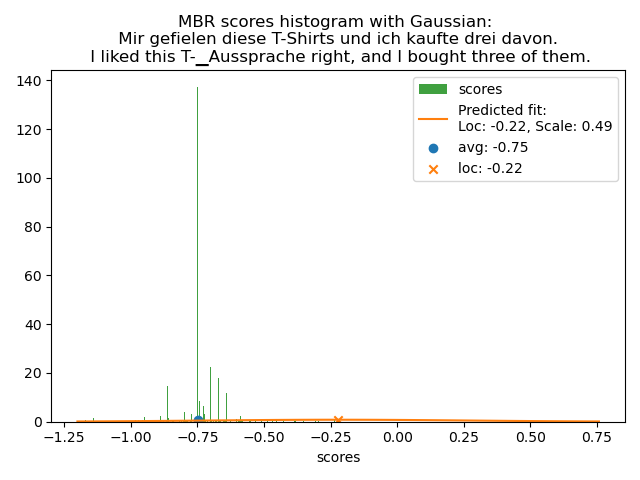 MBR scores histogram with Gaussian:
Mir gefielen diese T-Shirts und ich kaufte drei davon.
I liked this T-▁Aussprache right, and I bought three of them.
140
120
100
80
60
40
20
0
scores
Predicted fit:
Loc: -0.22, Scale: 0.49
avg: -0.75
loc: -0.22
−1.25 −1.00 −0.75 −0.50 −0.25 0.00 0.25 0.50 0.75
scores